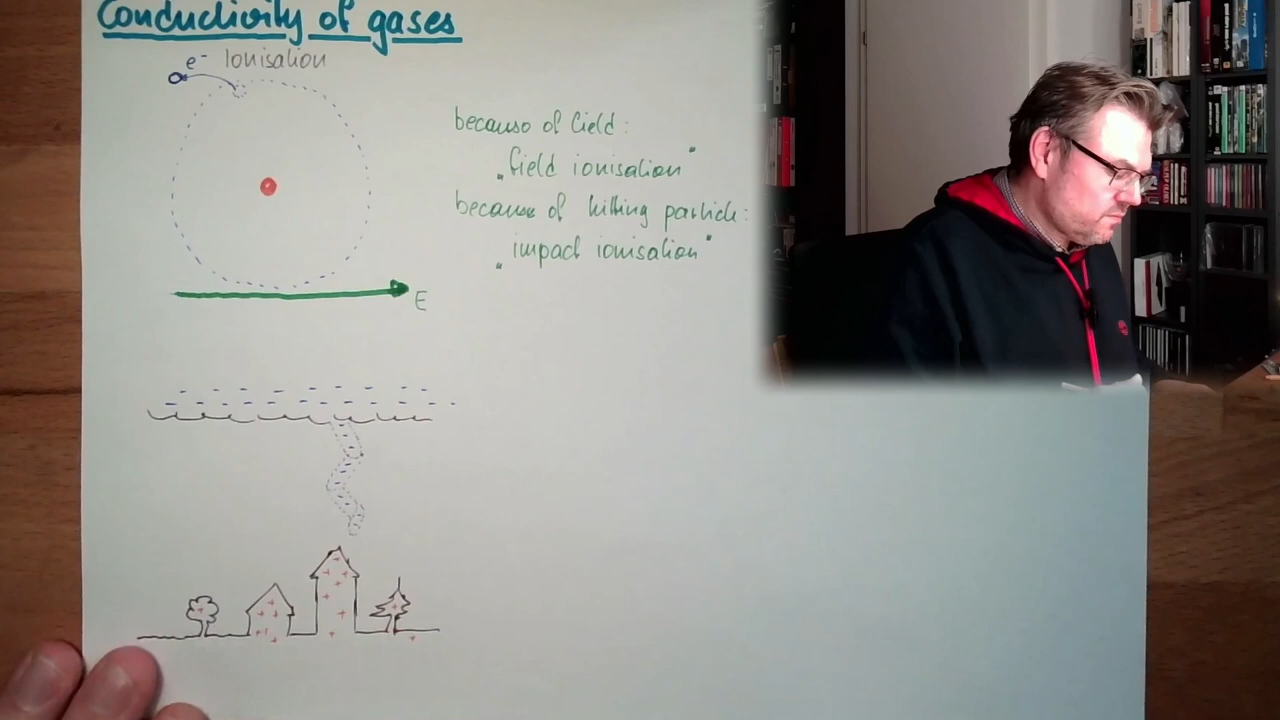 Conductivity of gases
e⁻ Ionisation
because of field:
„field ionisation"
because of hitting particle:
„impact ionisation"
E